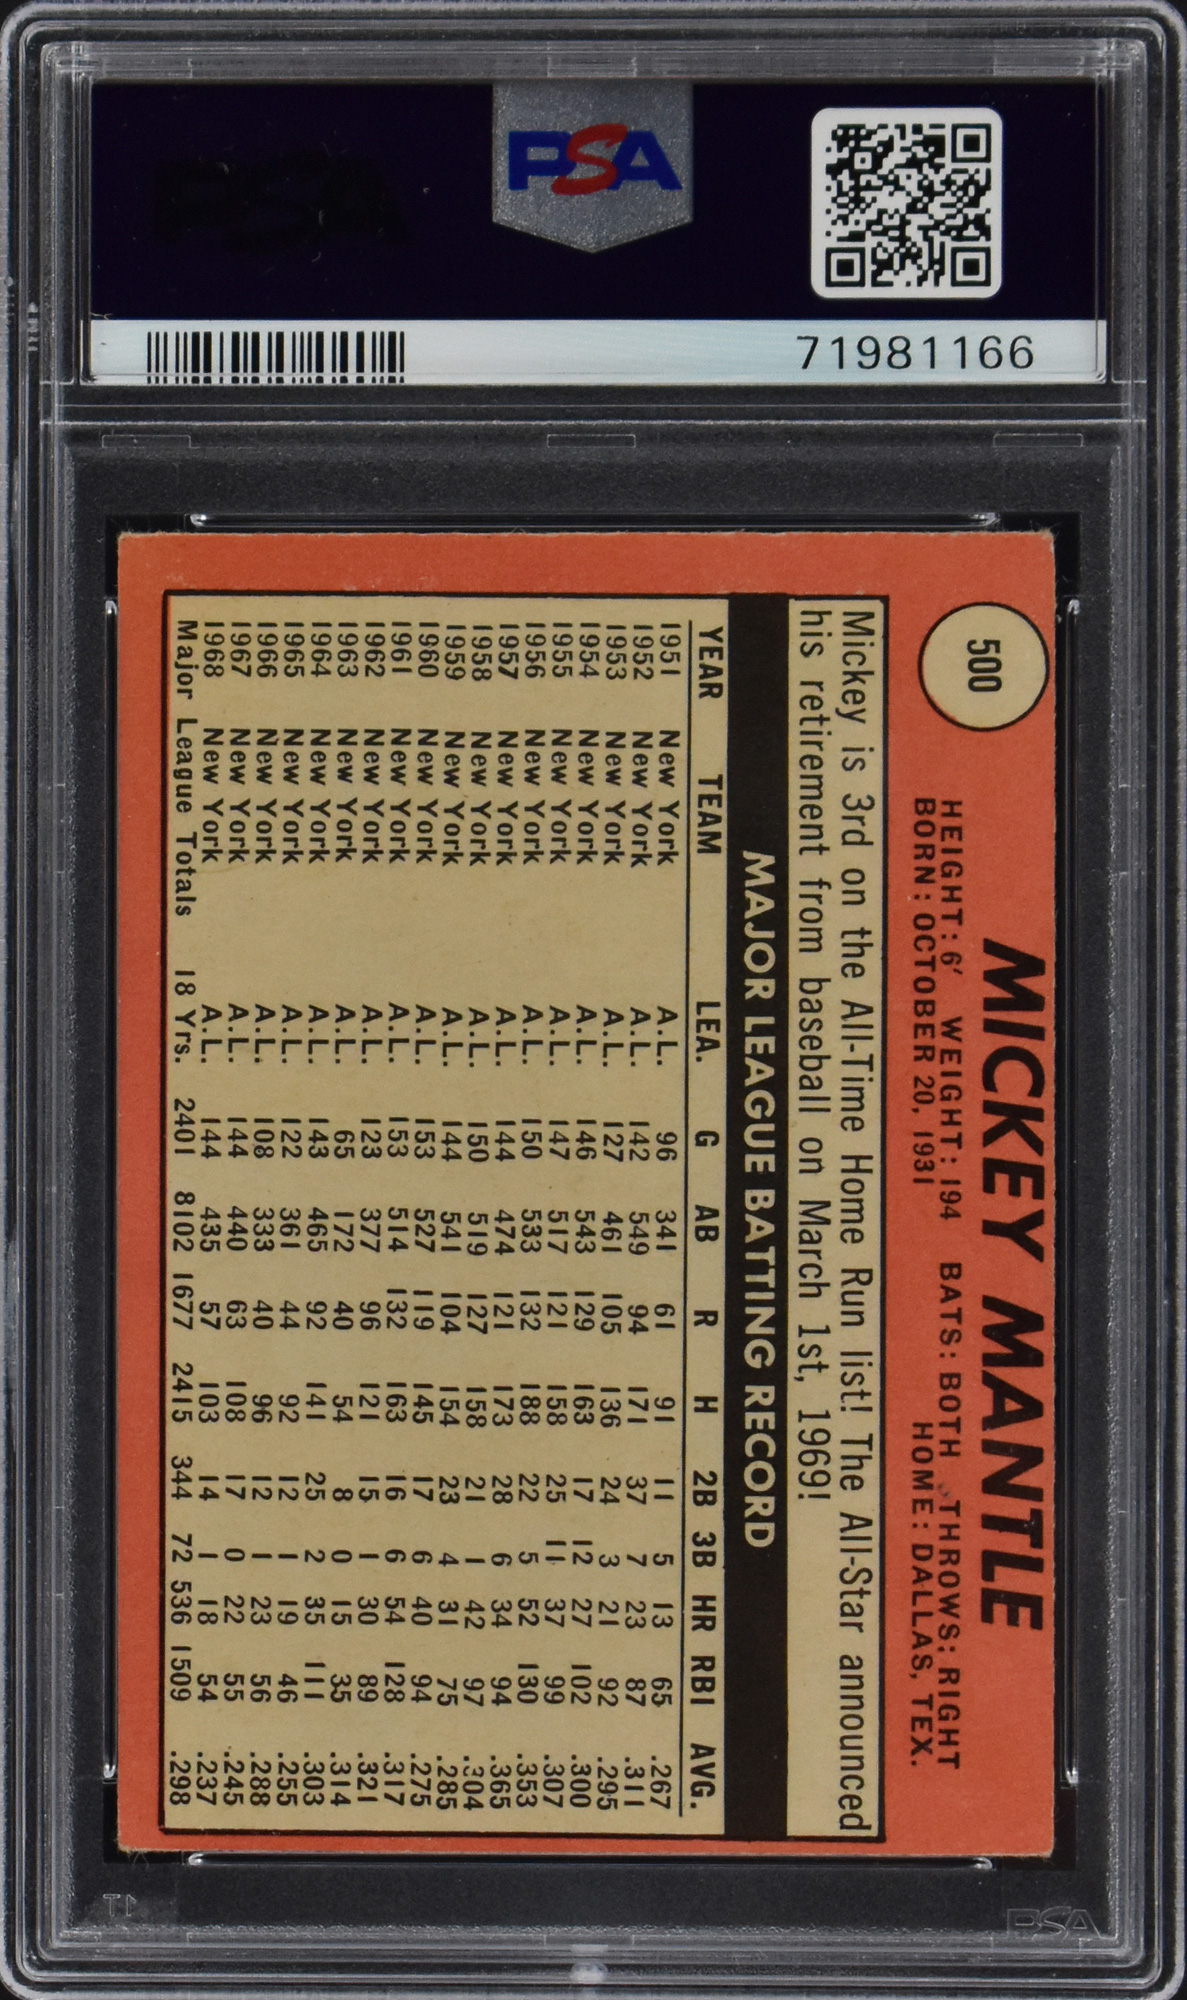 PSA
71981166
500
MICKEY MANTLE
HEIGHT: 6' WEIGHT: 194 BATS: BOTH THROWS: RIGHT
BORN: OCTOBER 20, 1931 HOME: DALLAS, TEX.
Mickey is 3rd on the All-Time Home Run list! The All-Star announced
his retirement from baseball on March 1st, 1969!
MAJOR LEAGUE BATTING RECORD
YEAR TEAM LEA. G AB R H 2B 3B HR RBI AVG.
1951 New York A.L. 96 341 61 91 11 5 13 65 .267
1952 New York A.L. 142 549 94 171 37 7 23 87 .311
1953 New York A.L. 127 461 105 136 24 3 21 92 .295
1954 New York A.L. 146 543 129 163 17 12 27 102 .300
1955 New York A.L. 147 517 121 158 25 11 37 99 .307
1956 New York A.L. 150 533 132 188 22 5 52 130 .353
1957 New York A.L. 144 474 121 173 28 6 34 94 .365
1958 New York A.L. 150 519 127 158 21 1 42 97 .304
1959 New York A.L. 144 541 104 154 23 4 31 75 .285
1960 New York A.L. 153 527 119 145 17 6 40 94 .275
1961 New York A.L. 153 514 132 163 16 6 54 128 .317
1962 New York A.L. 123 377 96 121 15 1 30 89 .321
1963 New York A.L. 65 172 40 54 8 0 15 35 .314
1964 New York A.L. 143 465 92 141 25 2 35 111 .303
1965 New York A.L. 122 361 44 92 12 1 19 46 .255
1966 New York A.L. 108 333 40 96 12 1 23 56 .288
1967 New York A.L. 144 440 63 108 17 0 22 55 .245
1968 New York A.L. 144 435 57 103 14 1 18 54 .237
Major League Totals 18 Yrs. 2401 8102 1677 2415 344 72 536 1509 .298
PSA